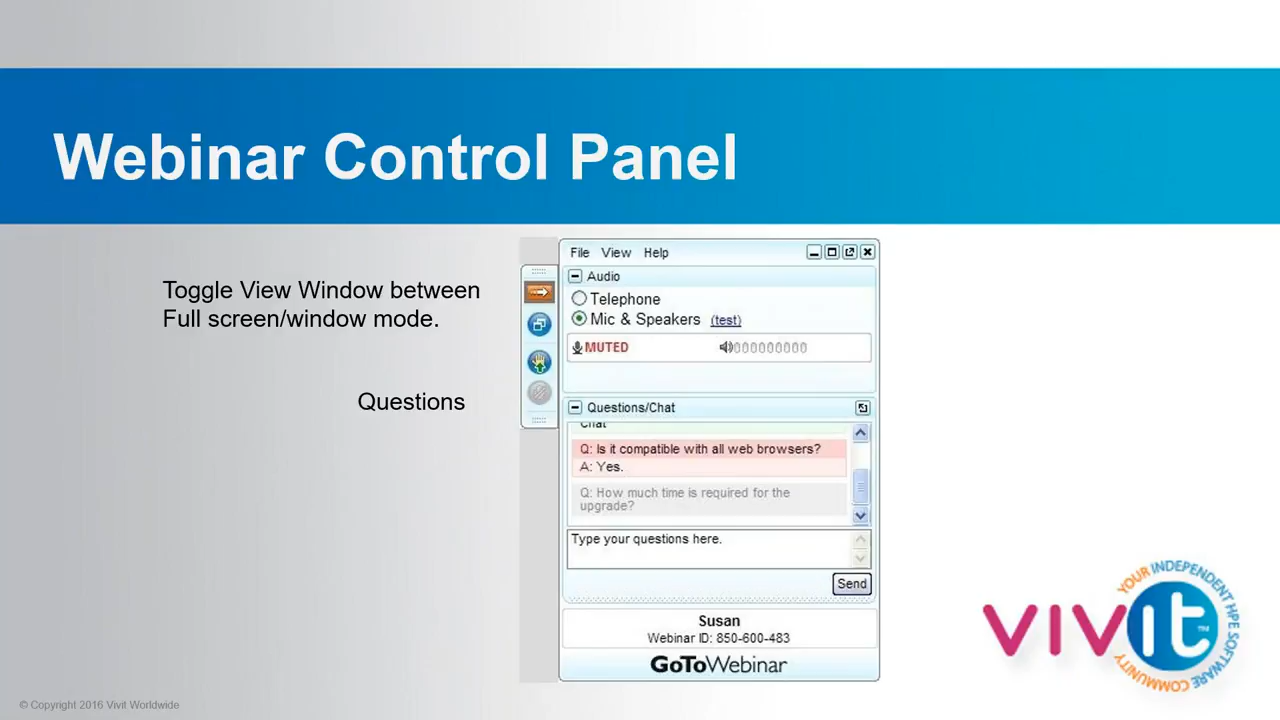 Webinar Control Panel
Toggle View Window between
Full screen/window mode.
Questions
File View Help
Audio
Telephone
Mic & Speakers (test)
MUTED
000000000
Questions/Chat
Chat
Q: Is it compatible with all web browsers?
A: Yes.
Q: How much time is required for the
upgrade?
Type your questions here.
Send
Susan
Webinar ID: 850-600-483
GoToWebinar
VIVIT™
YOUR INDEPENDENT HPE SOFTWARE COMMUNITY
© Copyright 2016 Vivit Worldwide